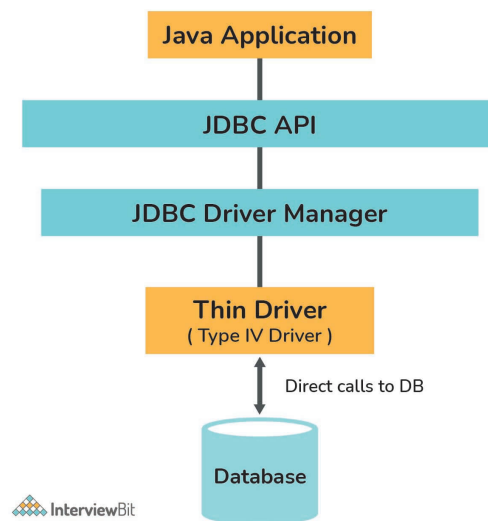 Java Application
JDBC API
JDBC Driver Manager
Thin Driver
( Type IV Driver )
Direct calls to DB
Database
InterviewBit